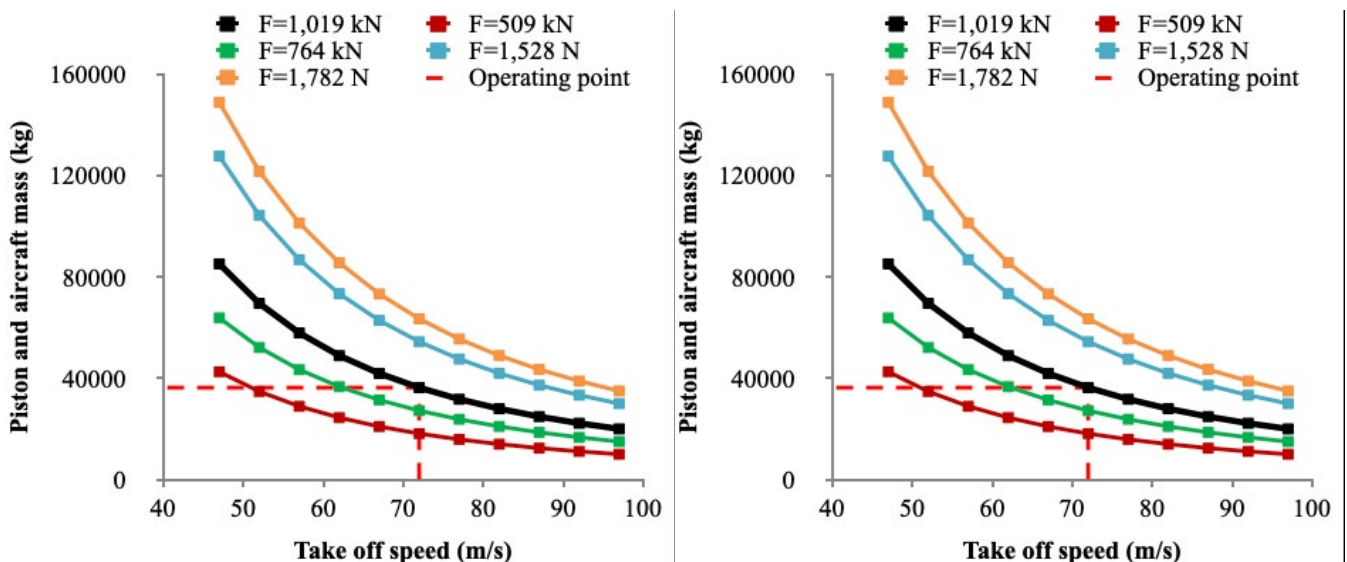 F=1,019 kN F=509 kN
F=764 kN F=1,528 N
F=1,782 N Operating point
160000
120000
80000
40000
0
Piston and aircraft mass (kg)
40 50 60 70 80 90 100
Take off speed (m/s)
F=1,019 kN F=509 kN
F=764 kN F=1,528 N
F=1,782 N Operating point
160000
120000
80000
40000
0
Piston and aircraft mass (kg)
40 50 60 70 80 90 100
Take off speed (m/s)